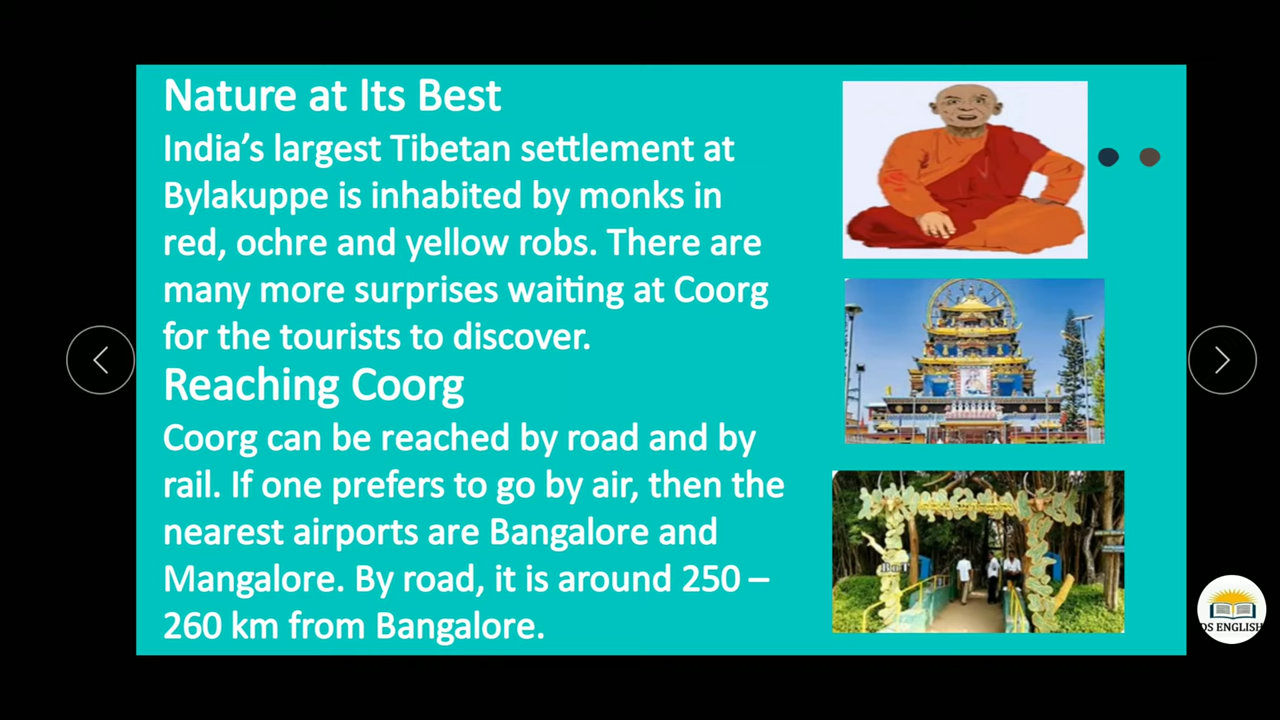 Nature at Its Best
India's largest Tibetan settlement at
Bylakuppe is inhabited by monks in
red, ochre and yellow robs. There are
many more surprises waiting at Coorg
for the tourists to discover.
Reaching Coorg
Coorg can be reached by road and by
rail. If one prefers to go by air, then the
nearest airports are Bangalore and
Mangalore. By road, it is around 250 –
260 km from Bangalore.
DS ENGLISH